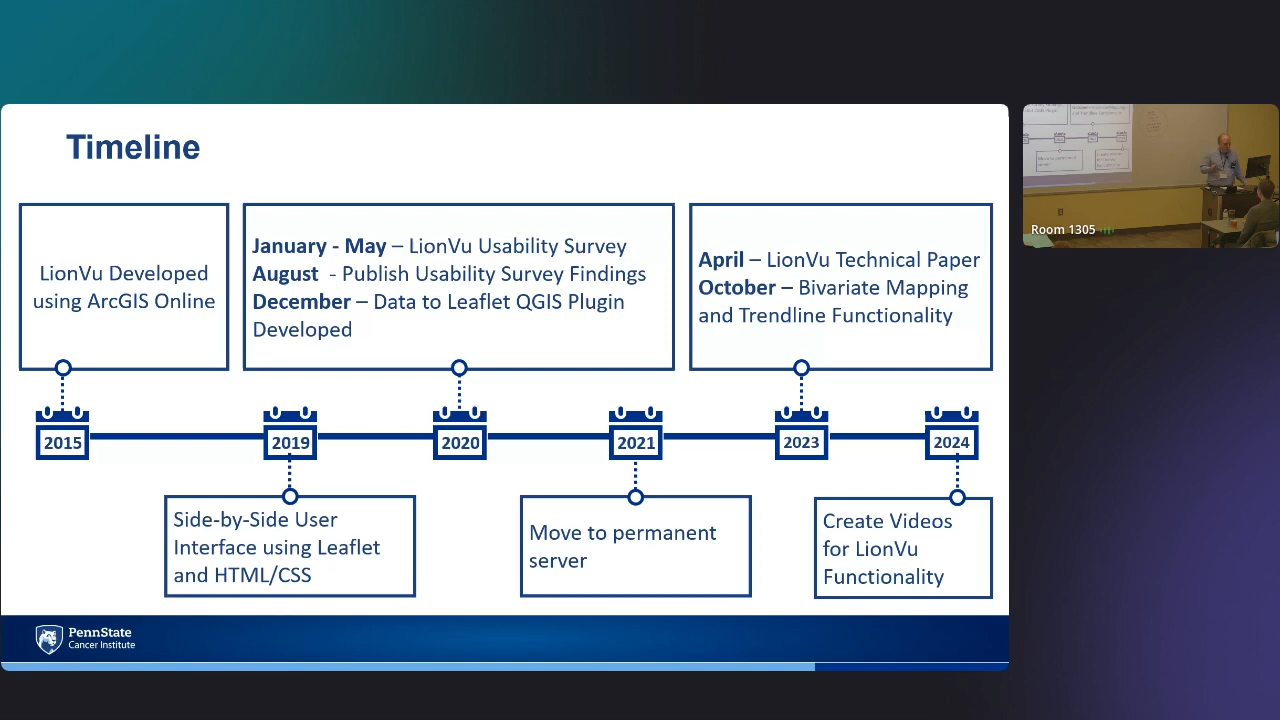 Timeline
LionVu Developed
using ArcGIS Online
January - May – LionVu Usability Survey
August - Publish Usability Survey Findings
December – Data to Leaflet QGIS Plugin
Developed
April – LionVu Technical Paper
October – Bivariate Mapping
and Trendline Functionality
2015
2019
2020
2021
2023
2024
Side-by-Side User
Interface using Leaflet
and HTML/CSS
Move to permanent
server
Create Videos
for LionVu
Functionality
PennState
Cancer Institute
Room 1305